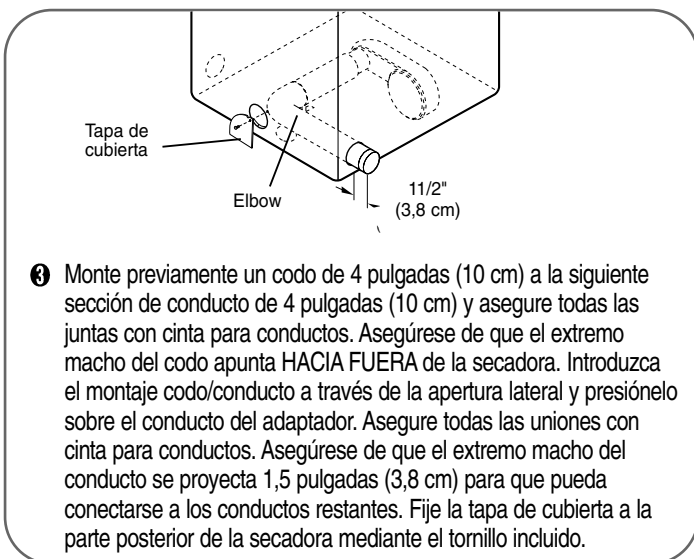 Tapa de
cubierta
Elbow
11/2"
(3,8 cm)
❸ Monte previamente un codo de 4 pulgadas (10 cm) a la siguiente
sección de conducto de 4 pulgadas (10 cm) y asegure todas las
juntas con cinta para conductos. Asegúrese de que el extremo
macho del codo apunta HACIA FUERA de la secadora. Introduzca
el montaje codo/conducto a través de la apertura lateral y presiónelo
sobre el conducto del adaptador. Asegure todas las uniones con
cinta para conductos. Asegúrese de que el extremo macho del
conducto se proyecta 1,5 pulgadas (3,8 cm) para que pueda
conectarse a los conductos restantes. Fije la tapa de cubierta a la
parte posterior de la secadora mediante el tornillo incluido.